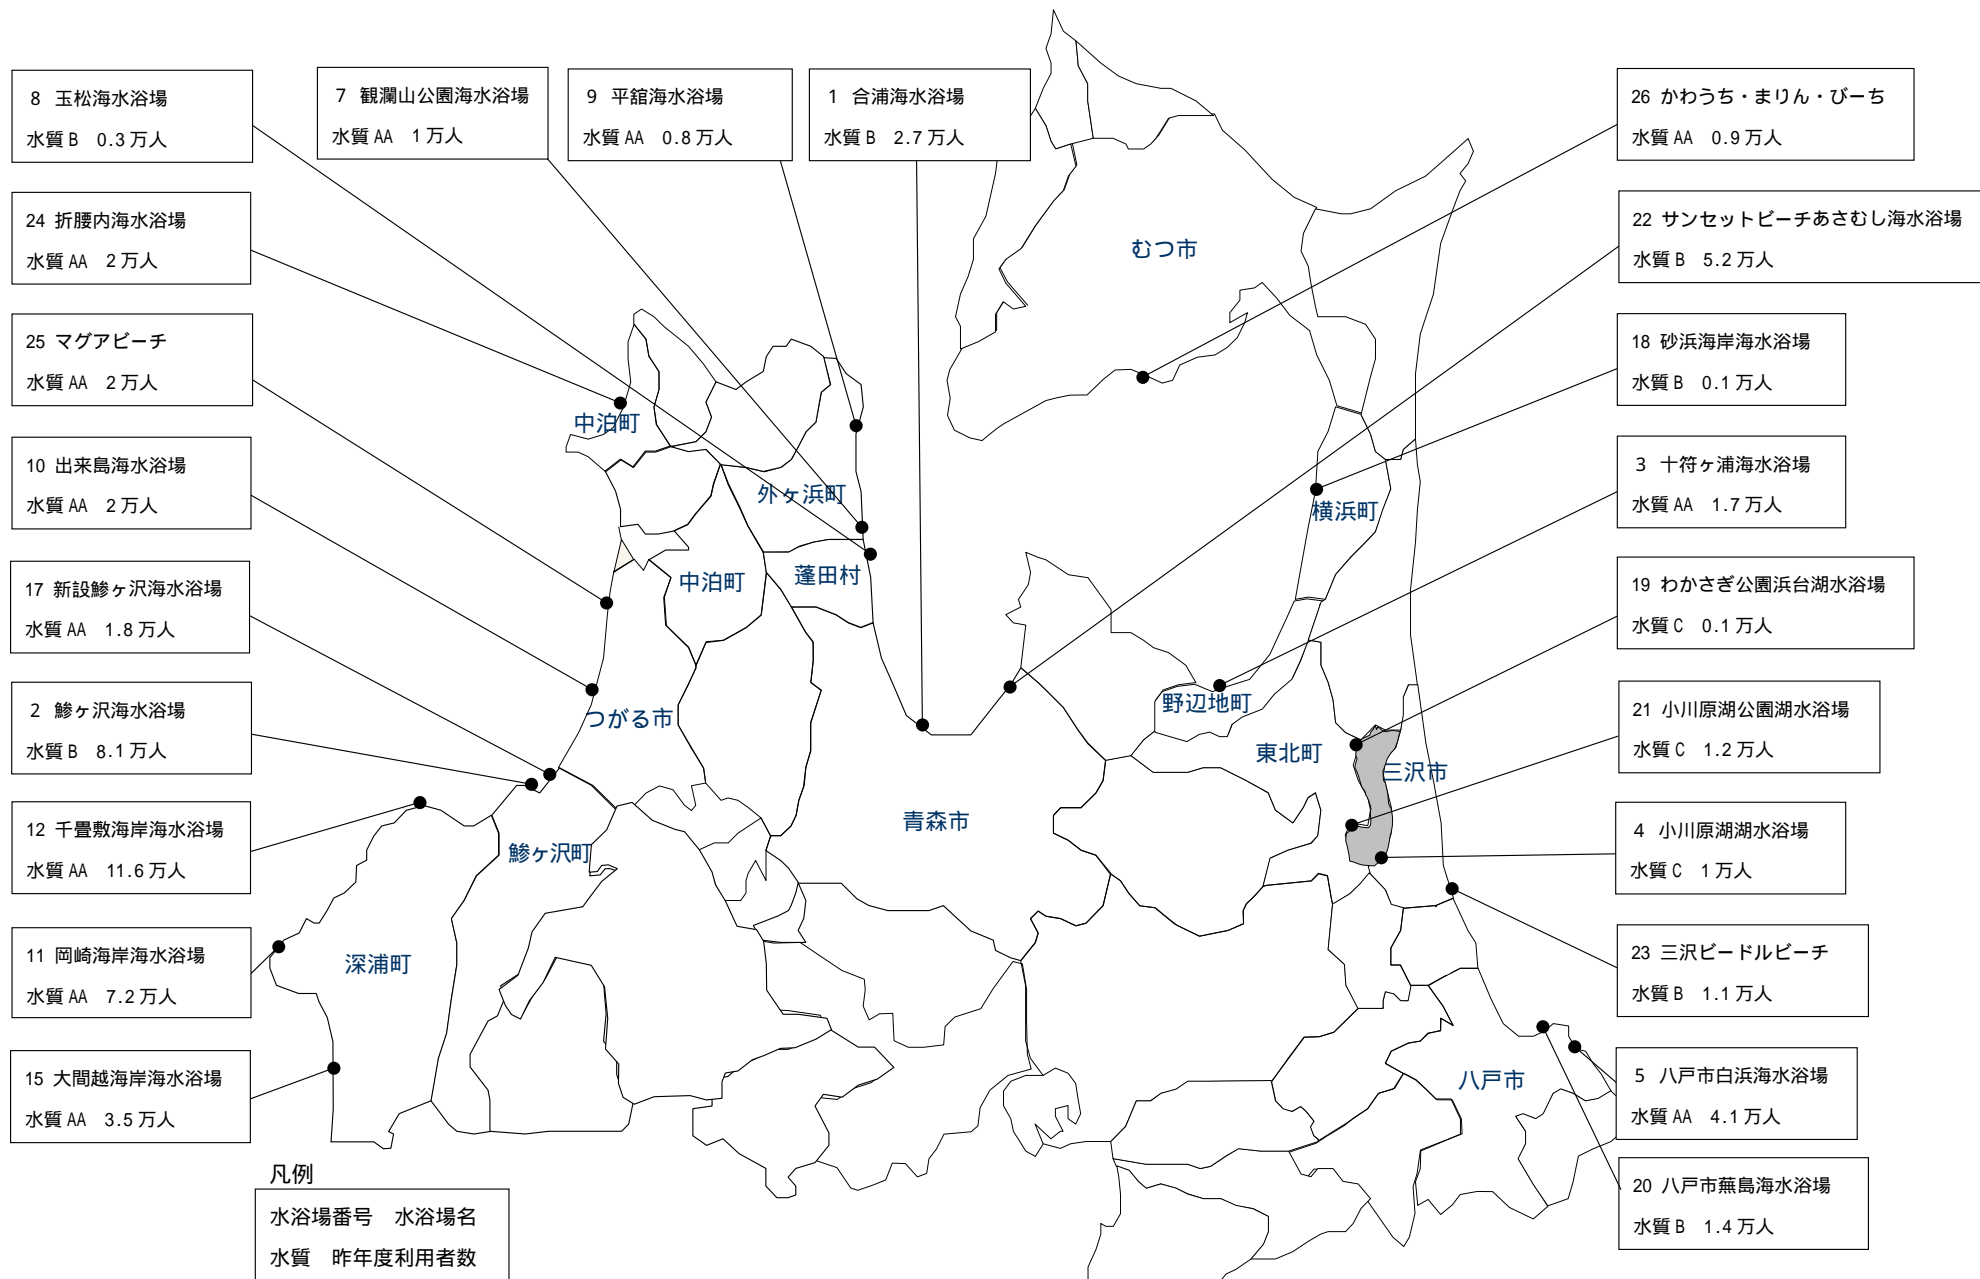 8 玉松海水浴場
水質 B 0.3 万人
7 観瀾山公園海水浴場
水質 AA 1 万人
9 平舘海水浴場
水質 AA 0.8 万人
1 合浦海水浴場
水質 B 2.7 万人
26 かわうち・まりん・びーち
水質 AA 0.9 万人
24 折腰内海水浴場
水質 AA 2 万人
22 サンセットビーチあさむし海水浴場
水質 B 5.2 万人
25 マグアビーチ
水質 AA 2 万人
18 砂浜海岸海水浴場
水質 B 0.1 万人
10 出来島海水浴場
水質 AA 2 万人
3 十符ヶ浦海水浴場
水質 AA 1.7 万人
17 新設鰺ヶ沢海水浴場
水質 AA 1.8 万人
19 わかさぎ公園浜台湖水浴場
水質 C 0.1 万人
2 鰺ヶ沢海水浴場
水質 B 8.1 万人
21 小川原湖公園湖水浴場
水質 C 1.2 万人
12 千畳敷海岸海水浴場
水質 AA 11.6 万人
4 小川原湖湖水浴場
水質 C 1 万人
11 岡崎海岸海水浴場
水質 AA 7.2 万人
23 三沢ビードルビーチ
水質 B 1.1 万人
15 大間越海岸海水浴場
水質 AA 3.5 万人
5 八戸市白浜海水浴場
水質 AA 4.1 万人
20 八戸市蕪島海水浴場
水質 B 1.4 万人
むつ市
中泊町
外ヶ浜町
横浜町
中泊町
蓬田村
つがる市
野辺地町
東北町
三沢市
青森市
鰺ヶ沢町
深浦町
八戸市
凡例
水浴場番号 水浴場名
水質 昨年度利用者数